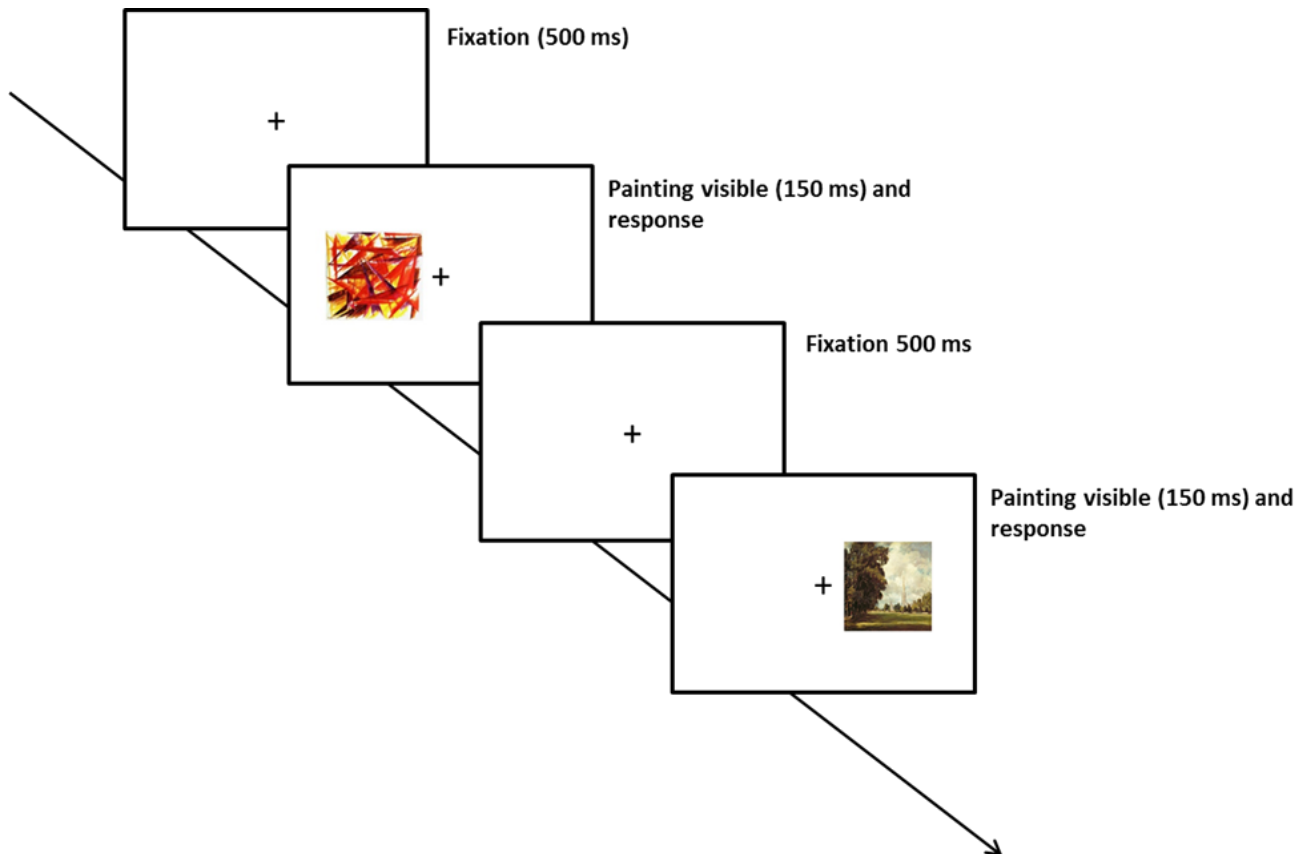 Fixation (500 ms)
+
Painting visible (150 ms) and
response
+
Fixation 500 ms
+
Painting visible (150 ms) and
response
+